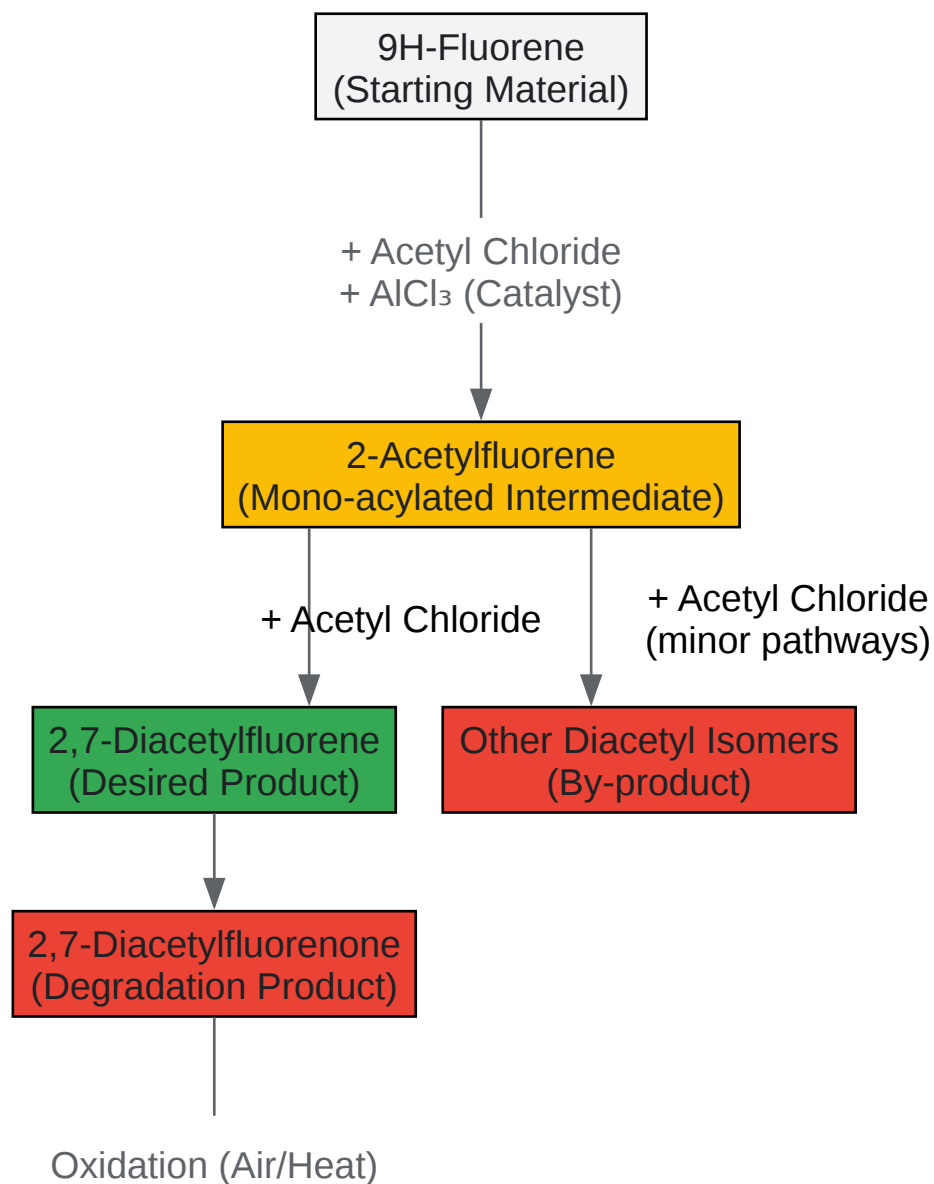 9H-Fluorene
(Starting Material)
+ Acetyl Chloride
+ AlCl₃ (Catalyst)
2-Acetylfluorene
(Mono-acylated Intermediate)
+ Acetyl Chloride
+ Acetyl Chloride
(minor pathways)
2,7-Diacetylfluorene
(Desired Product)
Other Diacetyl Isomers
(By-product)
2,7-Diacetylfluorenone
(Degradation Product)
Oxidation (Air/Heat)